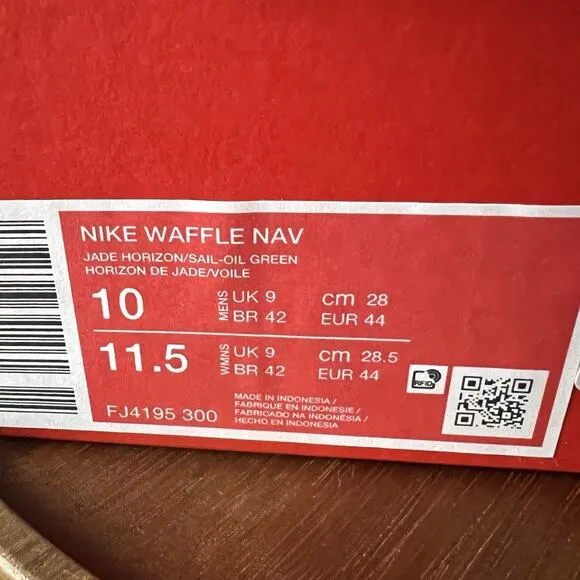 NIKE WAFFLE NAV
JADE HORIZON/SAIL-OIL GREEN
HORIZON DE JADE/VOILE
10 MENS UK 9 cm 28
BR 42 EUR 44
11.5 WMNS UK 9 cm 28.5
BR 42 EUR 44
RFID
FJ4195 300
MADE IN INDONESIA /
FABRIQUE EN INDONESIE /
FABRICADO NA INDONESIA /
HECHO EN INDONESIA